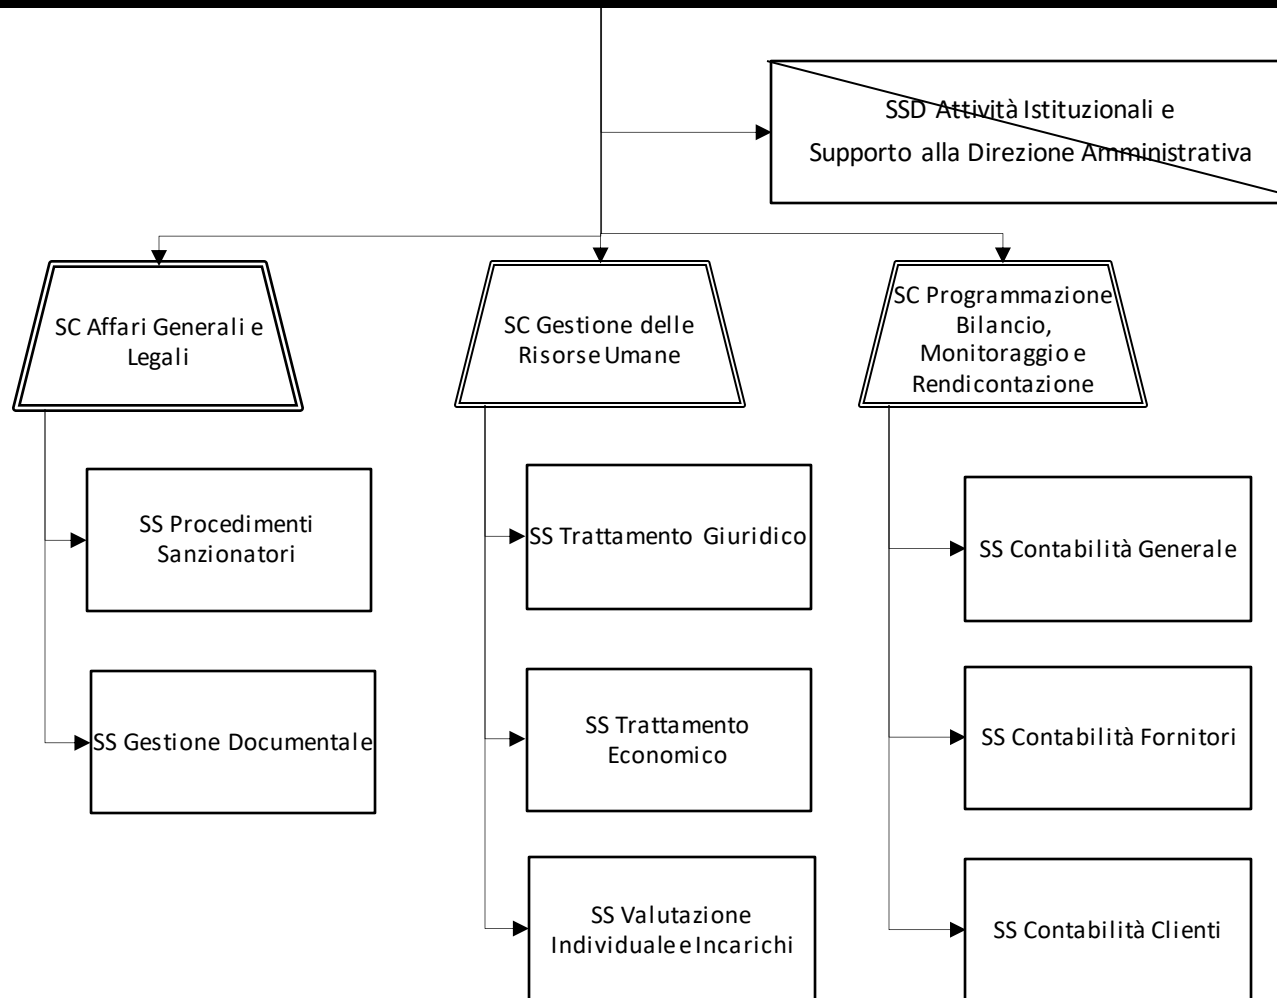 SSD Attività Istituzionali e
Supporto alla Direzione Amministrativa
SC Affari Generali e
Legali
SC Gestione delle
Risorse Umane
SC Programmazione
Bilancio,
Monitoraggio e
Rendicontazione
SS Procedimenti
Sanzionatori
SS Trattamento Giuridico
SS Contabilità Generale
SS Gestione Documentale
SS Trattamento
Economico
SS Contabilità Fornitori
SS Valutazione
Individuale e Incarichi
SS Contabilità Clienti